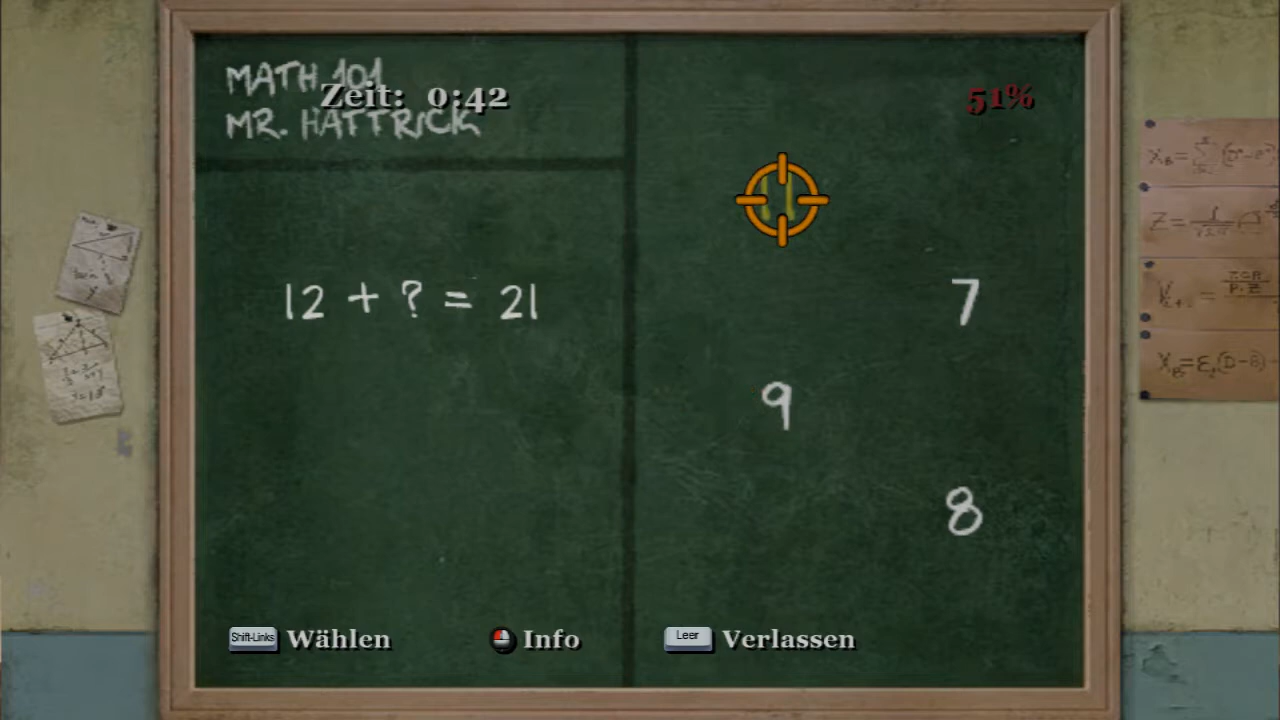 MATH 101
Zeit: 0:42
51%
MR. HATTRICK
11
12 + ? = 21
7
9
8
Shift-Links Wählen
Info
Leer Verlassen